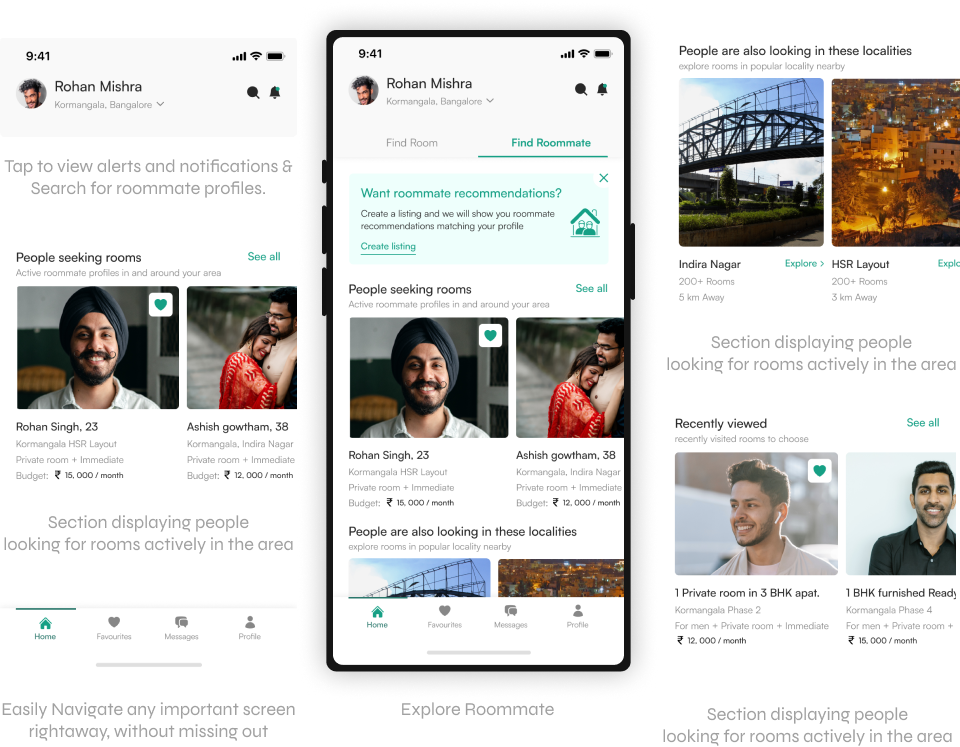 9:41
Rohan Mishra
Kormangala, Bangalore
Tap to view alerts and notifications &
Search for roommate profiles.
People seeking rooms
See all
Active roommate profiles in and around your area
Rohan Singh, 23
Kormangala HSR Layout
Private room + Immediate
Budget: ₹ 15, 000 / month
Ashish gowtham, 38
Kormangala, Indira Nagar
Private room + Immediate
Budget: ₹ 12, 000 / month
Section displaying people
looking for rooms actively in the area
Home
Favourites
Messages
Profile
Easily Navigate any important screen
rightaway, without missing out
9:41
Rohan Mishra
Kormangala, Bangalore
Find Room
Find Roommate
Want roommate recommendations?
Create a listing and we will show you roommate
recommendations matching your profile
Create listing
People seeking rooms
See all
Active roommate profiles in and around your area
Rohan Singh, 23
Kormangala HSR Layout
Private room + Immediate
Budget: ₹ 15, 000 / month
Ashish gowtham, 38
Kormangala, Indira Nagar
Private room + Immediate
Budget: ₹ 12, 000 / month
People are also looking in these localities
explore rooms in popular locality nearby
Home
Favourites
Messages
Profile
Explore Roommate
People are also looking in these localities
explore rooms in popular locality nearby
Indira Nagar
Explore >
200+ Rooms
5 km Away
HSR Layout
Explo
200+ Rooms
3 km Away
Section displaying people
looking for rooms actively in the area
Recently viewed
See all
recently visited rooms to choose
1 Private room in 3 BHK apat.
Kormangala Phase 2
For men + Private room + Immediate
₹ 12, 000 / month
1 BHK furnished Ready
Kormangala Phase 4
For men + Private room +
₹ 15, 000 / month
Section displaying people
looking for rooms actively in the area